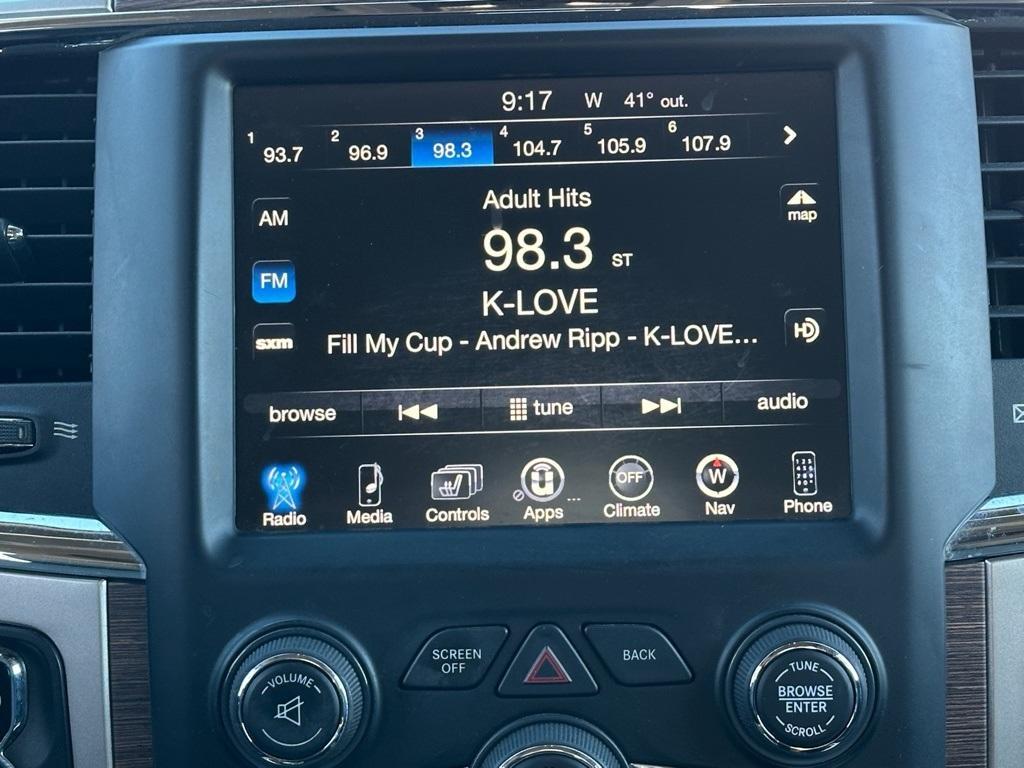 9:17 W 41° out.
1 93.7 2 96.9 3 98.3 4 104.7 5 105.9 6 107.9
Adult Hits
map
AM
98.3 ST
FM
K-LOVE
HD
sxm
Fill My Cup - Andrew Ripp - K-LOVE...
browse tune audio
OFF W
Radio Media Controls Apps ... Climate Nav Phone
SCREEN OFF
BACK
VOLUME
TUNE
BROWSE
ENTER
SCROLL